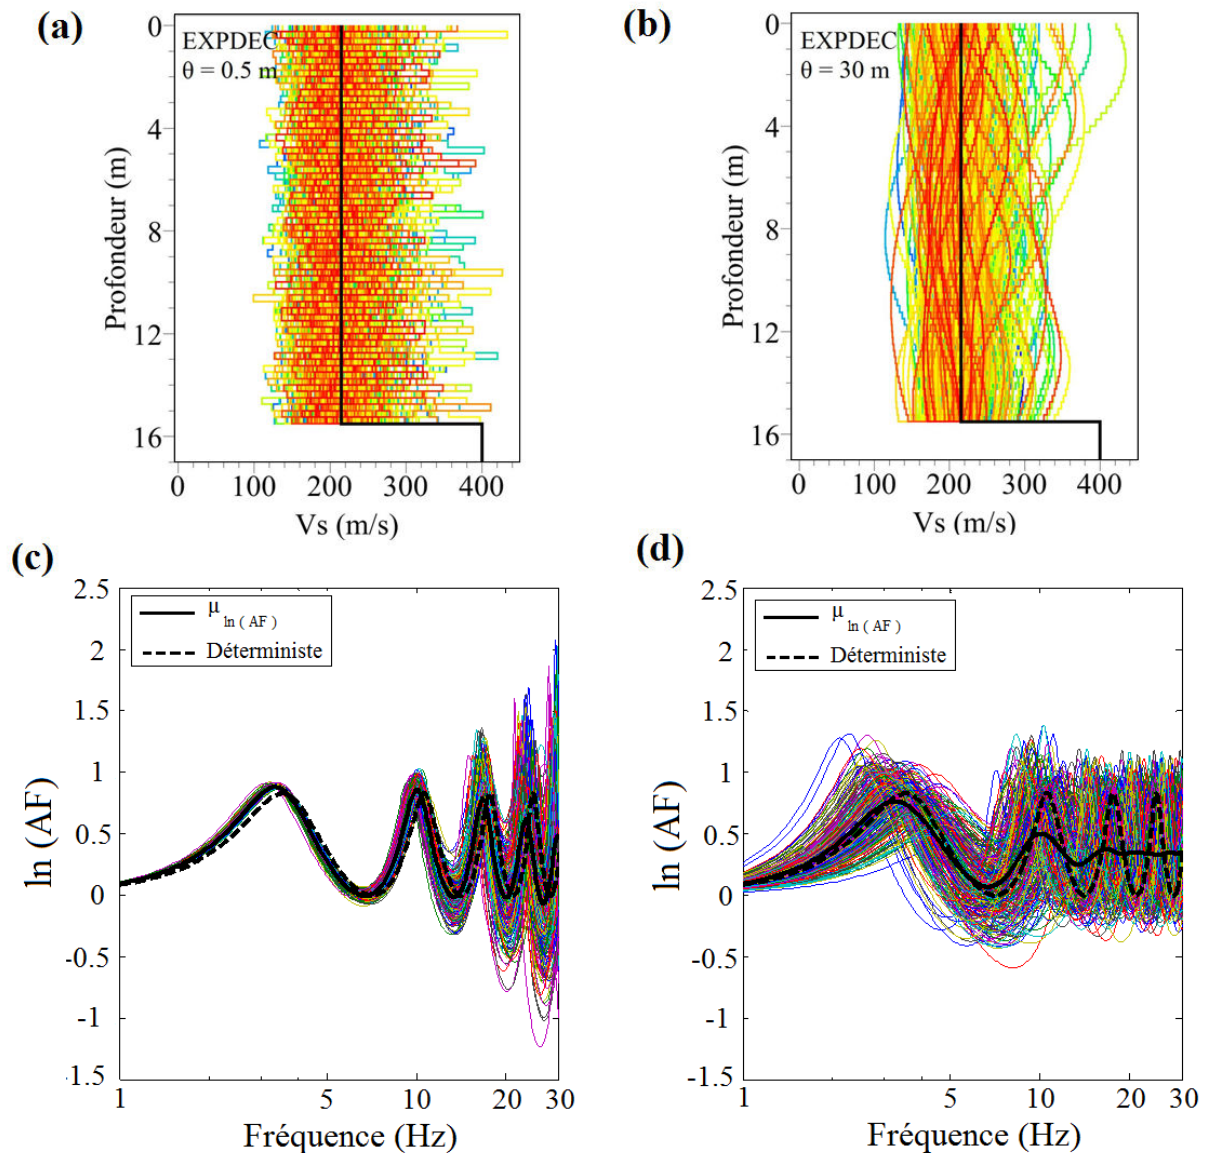 (a)
EXPDEC
θ = 0.5 m
0
4
8
12
16
Profondeur (m)
0
100
200
300
400
Vs (m/s)
(b)
EXPDEC
θ = 30 m
0
4
8
12
16
Profondeur (m)
0
100
200
300
400
Vs (m/s)
(c)
μ ln ( AF )
Déterministe
2.5
2
1.5
1
0.5
0
-0.5
-1
-1.5
ln (AF)
1
5
10
20
30
Fréquence (Hz)
(d)
μ ln ( AF )
Déterministe
2.5
2
1.5
1
0.5
0
-0.5
-1
-1.5
ln (AF)
1
5
10
20
30
Fréquence (Hz)